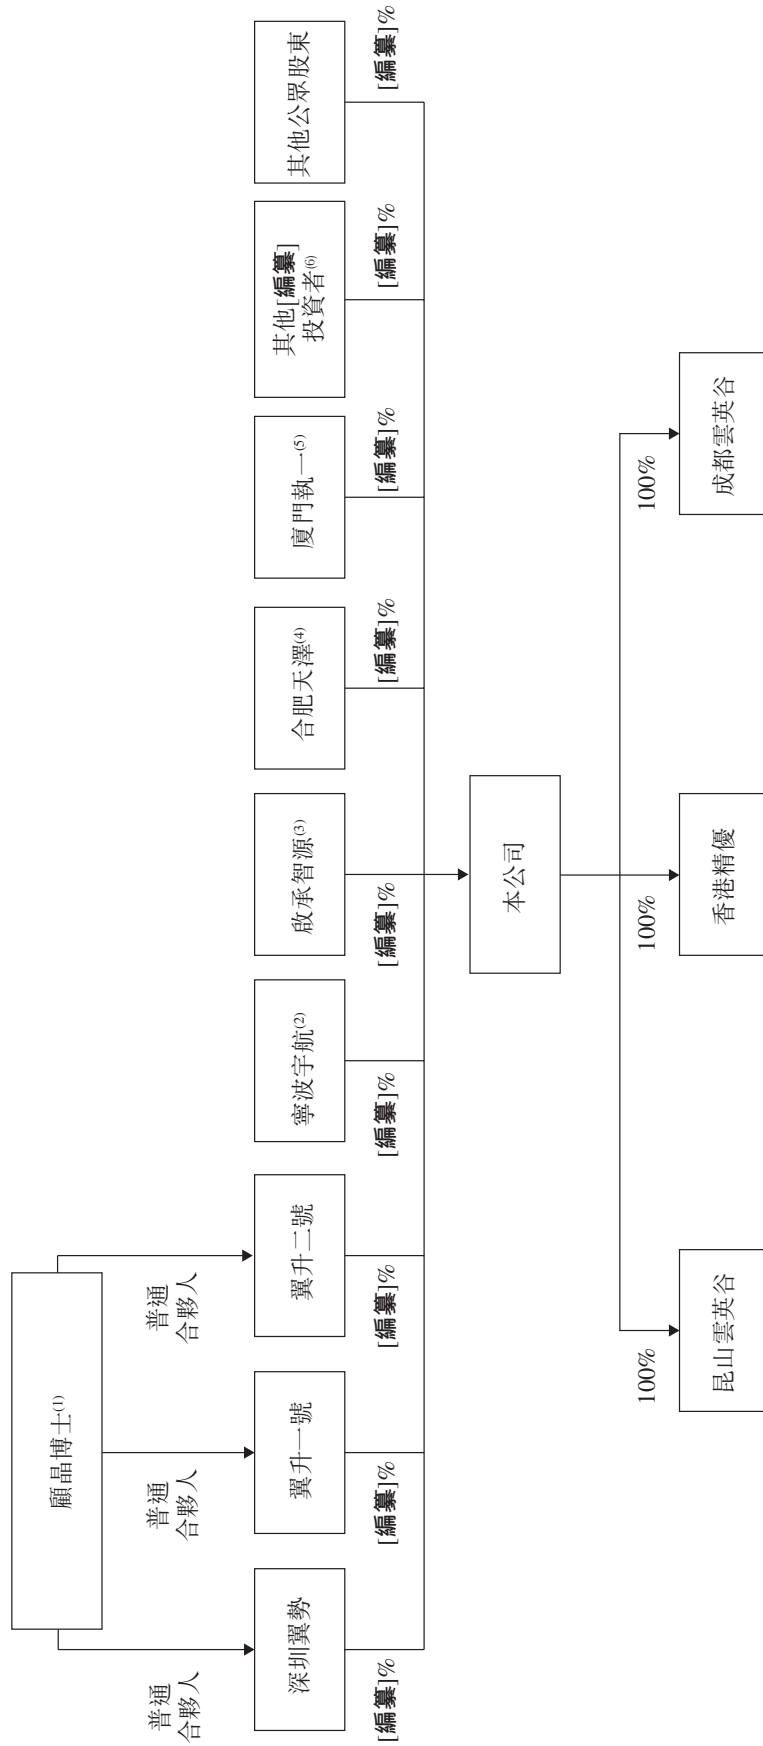 顧晶博士(1)
普通
合夥人
普通
合夥人
普通
合夥人
深圳翼勢
翼升一號
翼升二號
寧波宇航(2)
啟承智源(3)
合肥天澤(4)
廈門執一(5)
其他[編纂]
投資者(6)
其他公眾股東
[編纂]%
[編纂]%
[編纂]%
[編纂]%
[編纂]%
[編纂]%
[編纂]%
[編纂]%
[編纂]%
本公司
100%
100%
100%
昆山雲英谷
香港精優
成都雲英谷